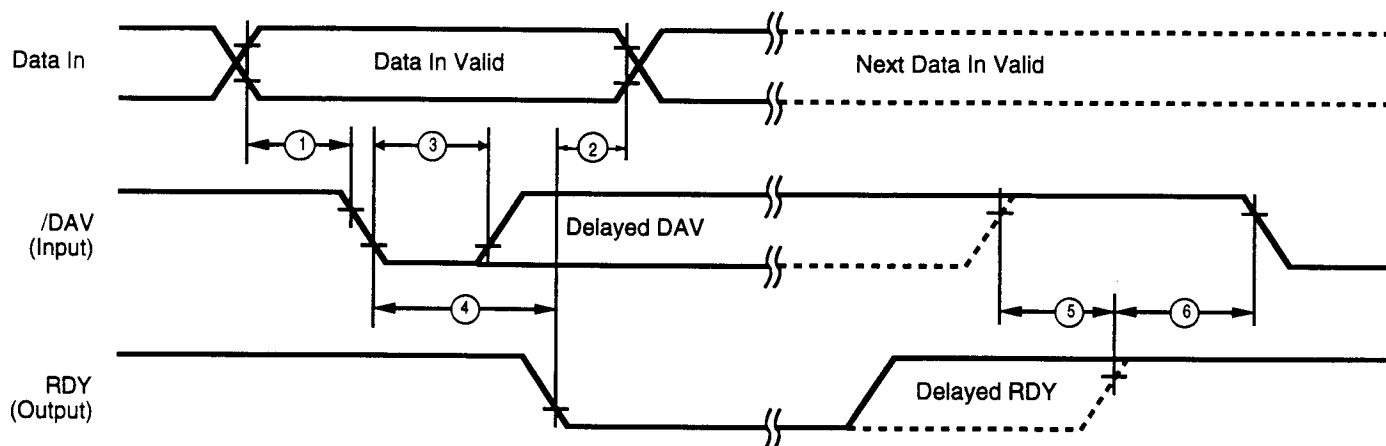 Data In
Data In Valid
Next Data In Valid
1
3
2
/DAV
(Input)
Delayed DAV
4
5
6
RDY
(Output)
Delayed RDY